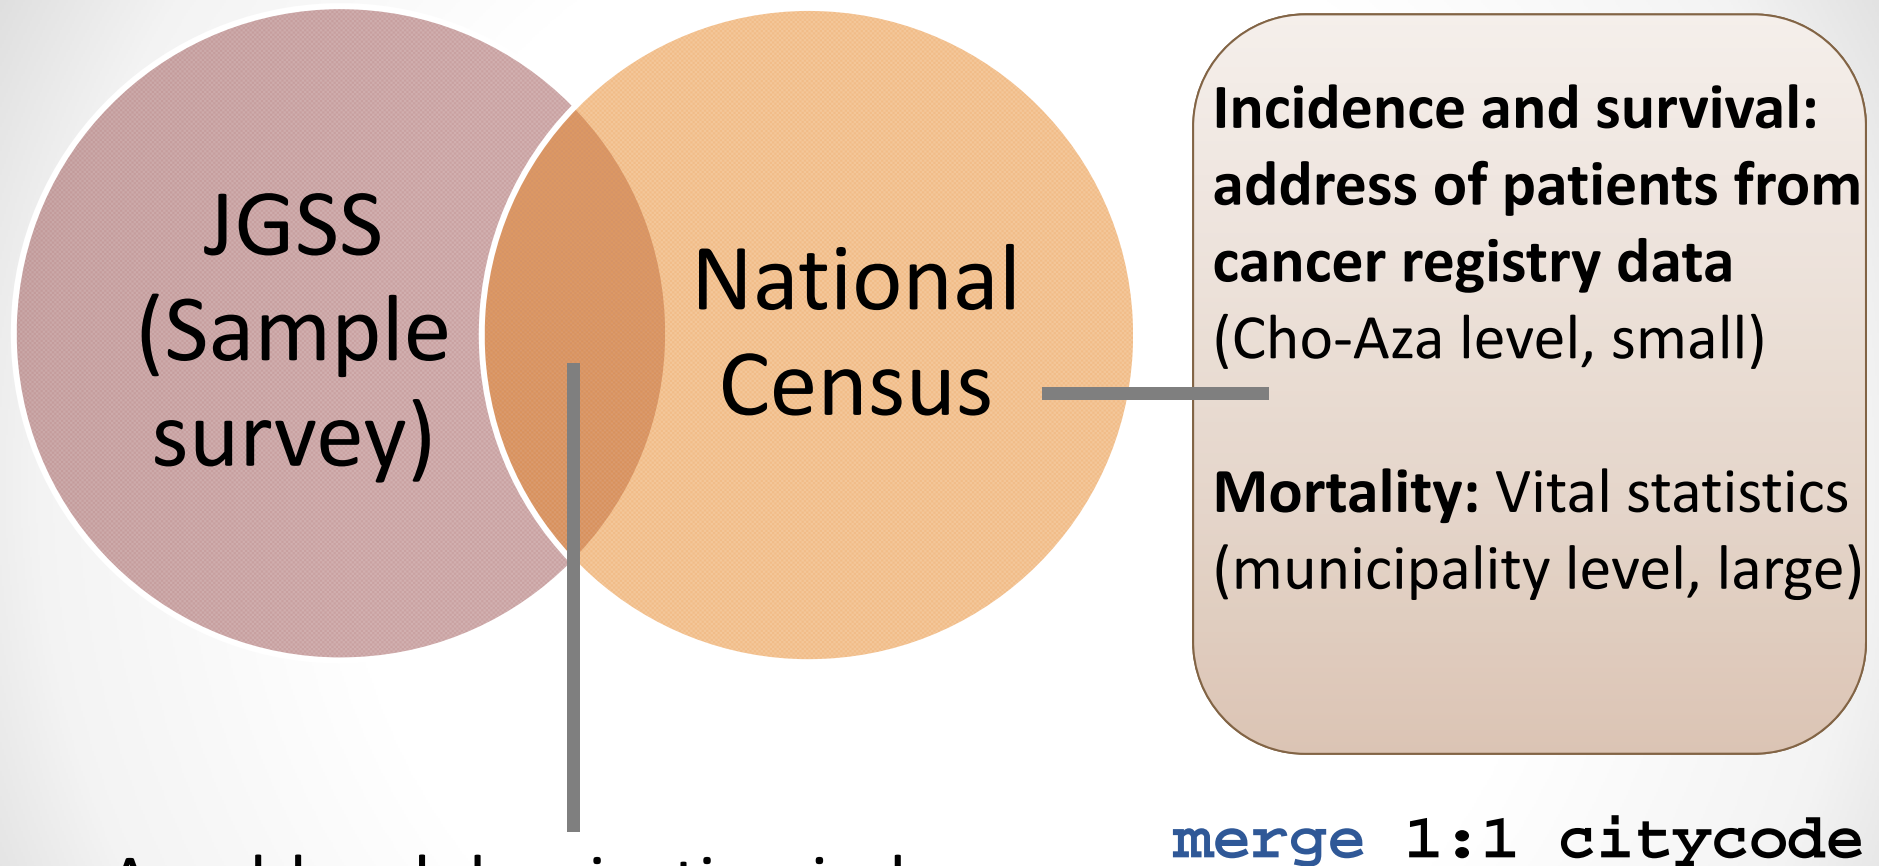 JGSS
(Sample
survey)
National
Census
Incidence and survival:
address of patients from
cancer registry data
(Cho-Aza level, small)
Mortality: Vital statistics
(municipality level, large)
merge 1:1 citycode